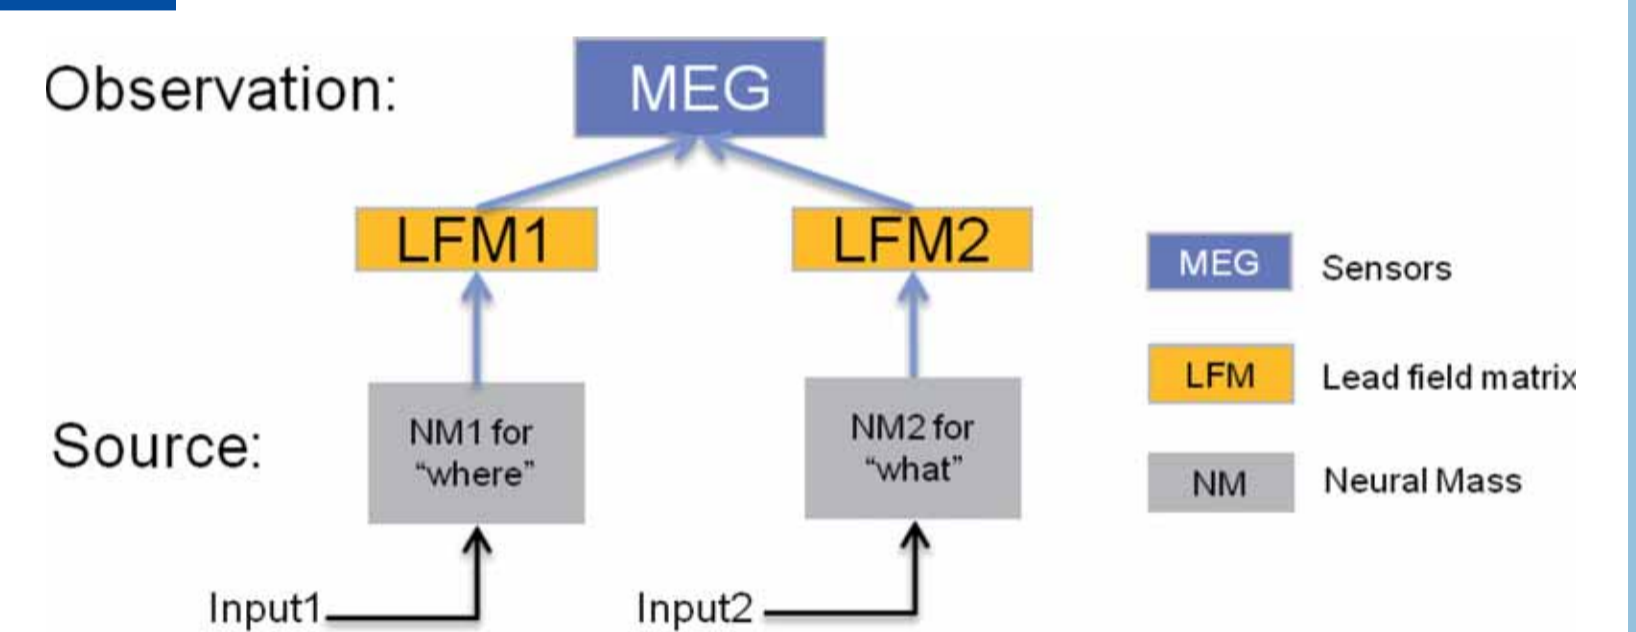 Observation:
MEG
LFM1
LFM2
MEG
Sensors
LFM
Lead field matrix
Source:
NM1 for
“where”
NM2 for
“what”
NM
Neural Mass
Input1
Input2